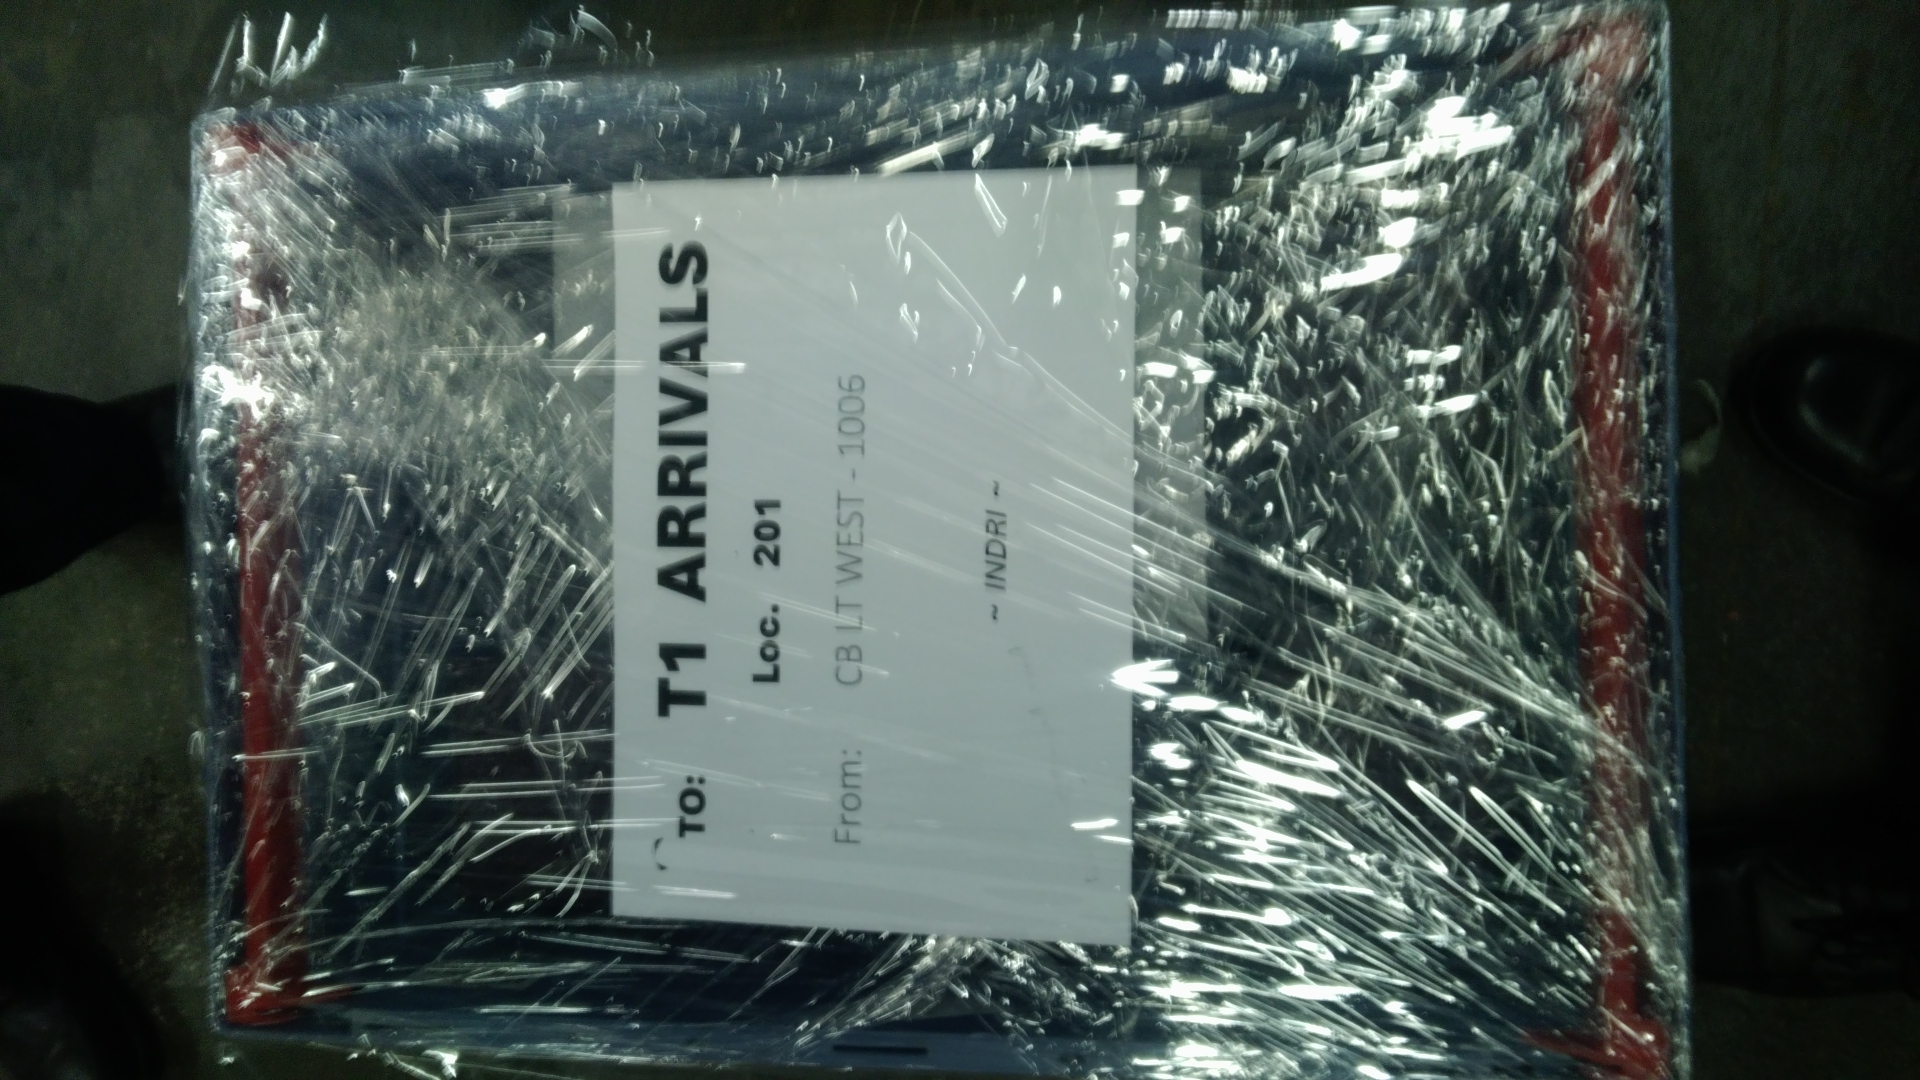 TO: T1 ARRIVALS
Loc. 201
From: CB LT WEST - 1006
~ INDRI ~